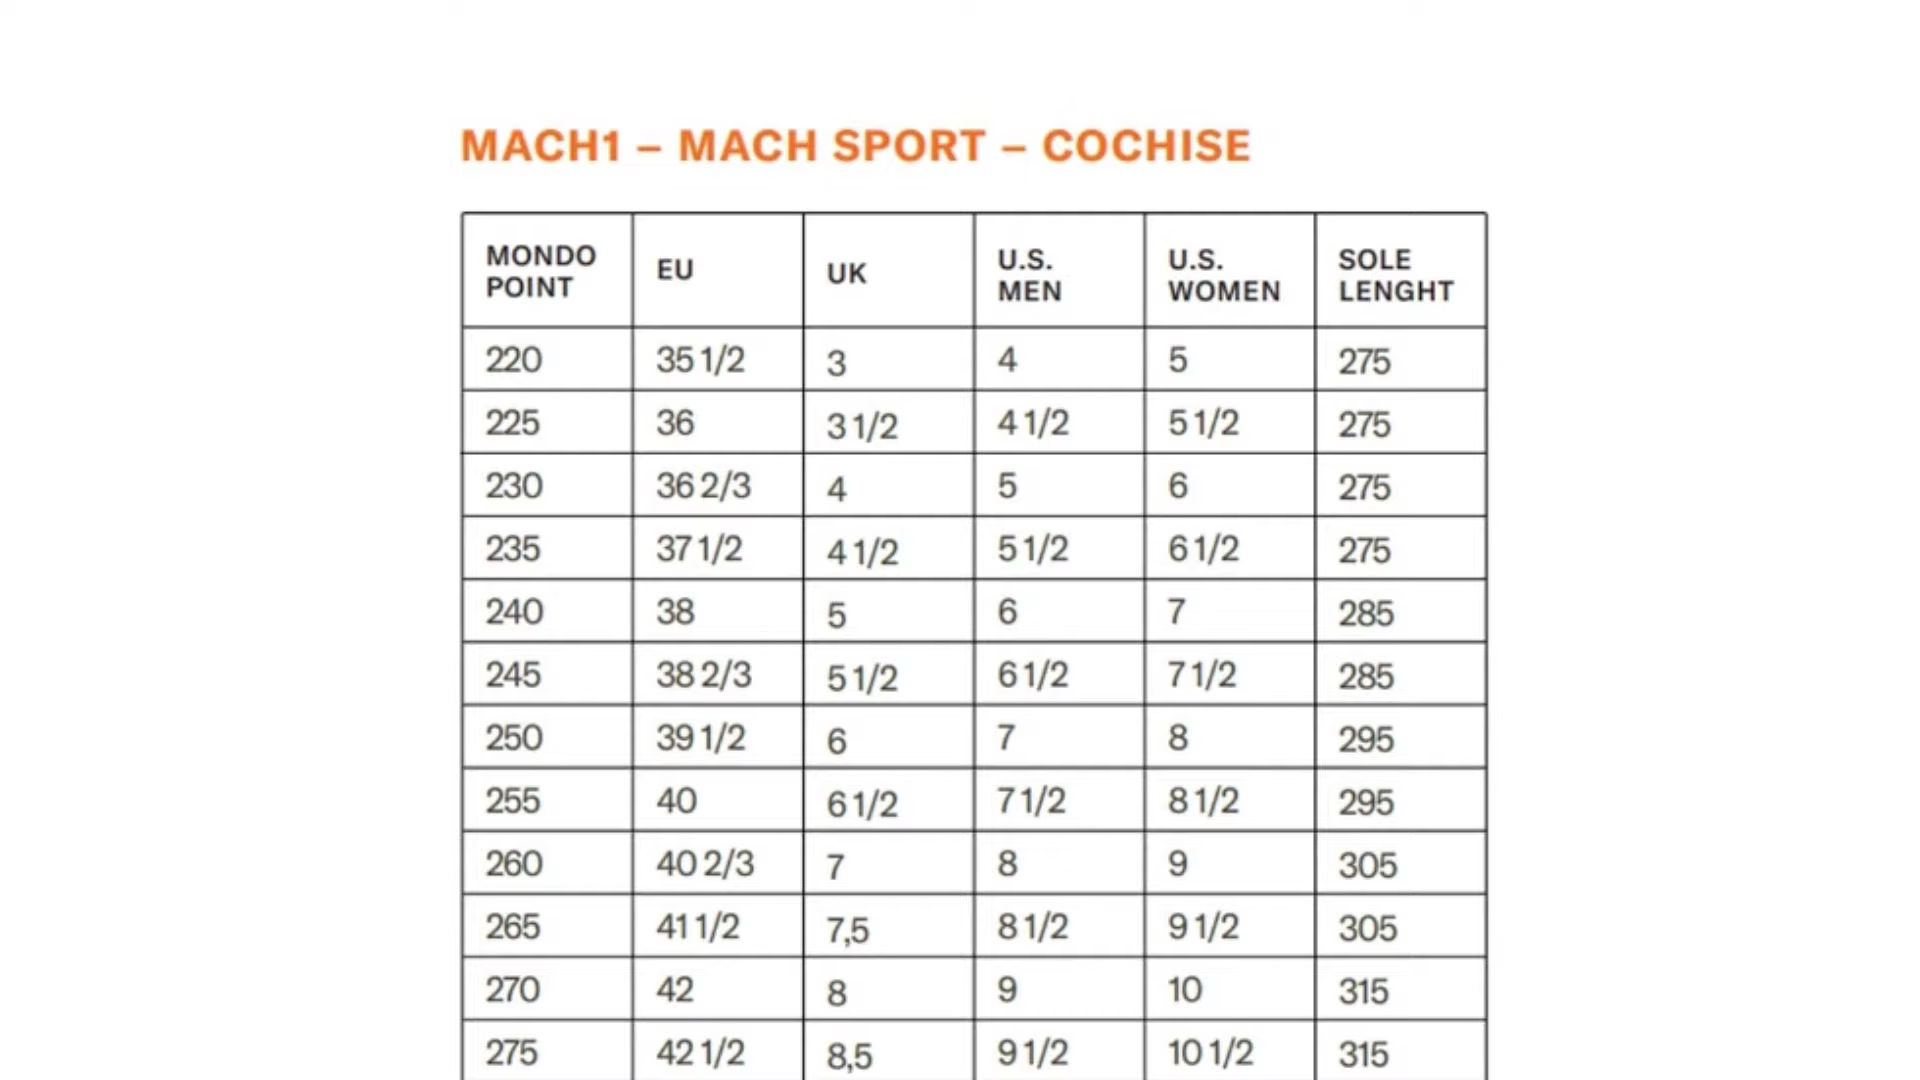 MACH1 – MACH SPORT – COCHISE
MONDO POINT EU UK U.S. MEN U.S. WOMEN SOLE LENGHT
220 35 1/2 3 4 5 275
225 36 3 1/2 4 1/2 5 1/2 275
230 36 2/3 4 5 6 275
235 37 1/2 4 1/2 5 1/2 6 1/2 275
240 38 5 6 7 285
245 38 2/3 5 1/2 6 1/2 7 1/2 285
250 39 1/2 6 7 8 295
255 40 6 1/2 7 1/2 8 1/2 295
260 40 2/3 7 8 9 305
265 41 1/2 7,5 8 1/2 9 1/2 305
270 42 8 9 10 315
275 42 1/2 8,5 9 1/2 10 1/2 315